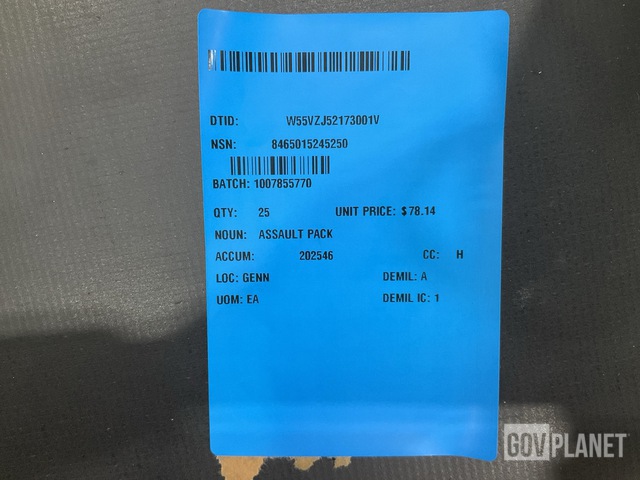 DTID: W55VZJ52173001V
NSN: 8465015245250
BATCH: 1007855770
QTY: 25 UNIT PRICE: $78.14
NOUN: ASSAULT PACK
ACCUM: 202546 CC: H
LOC: GENN DEMIL: A
UOM: EA DEMIL IC: 1
GOVPLANET